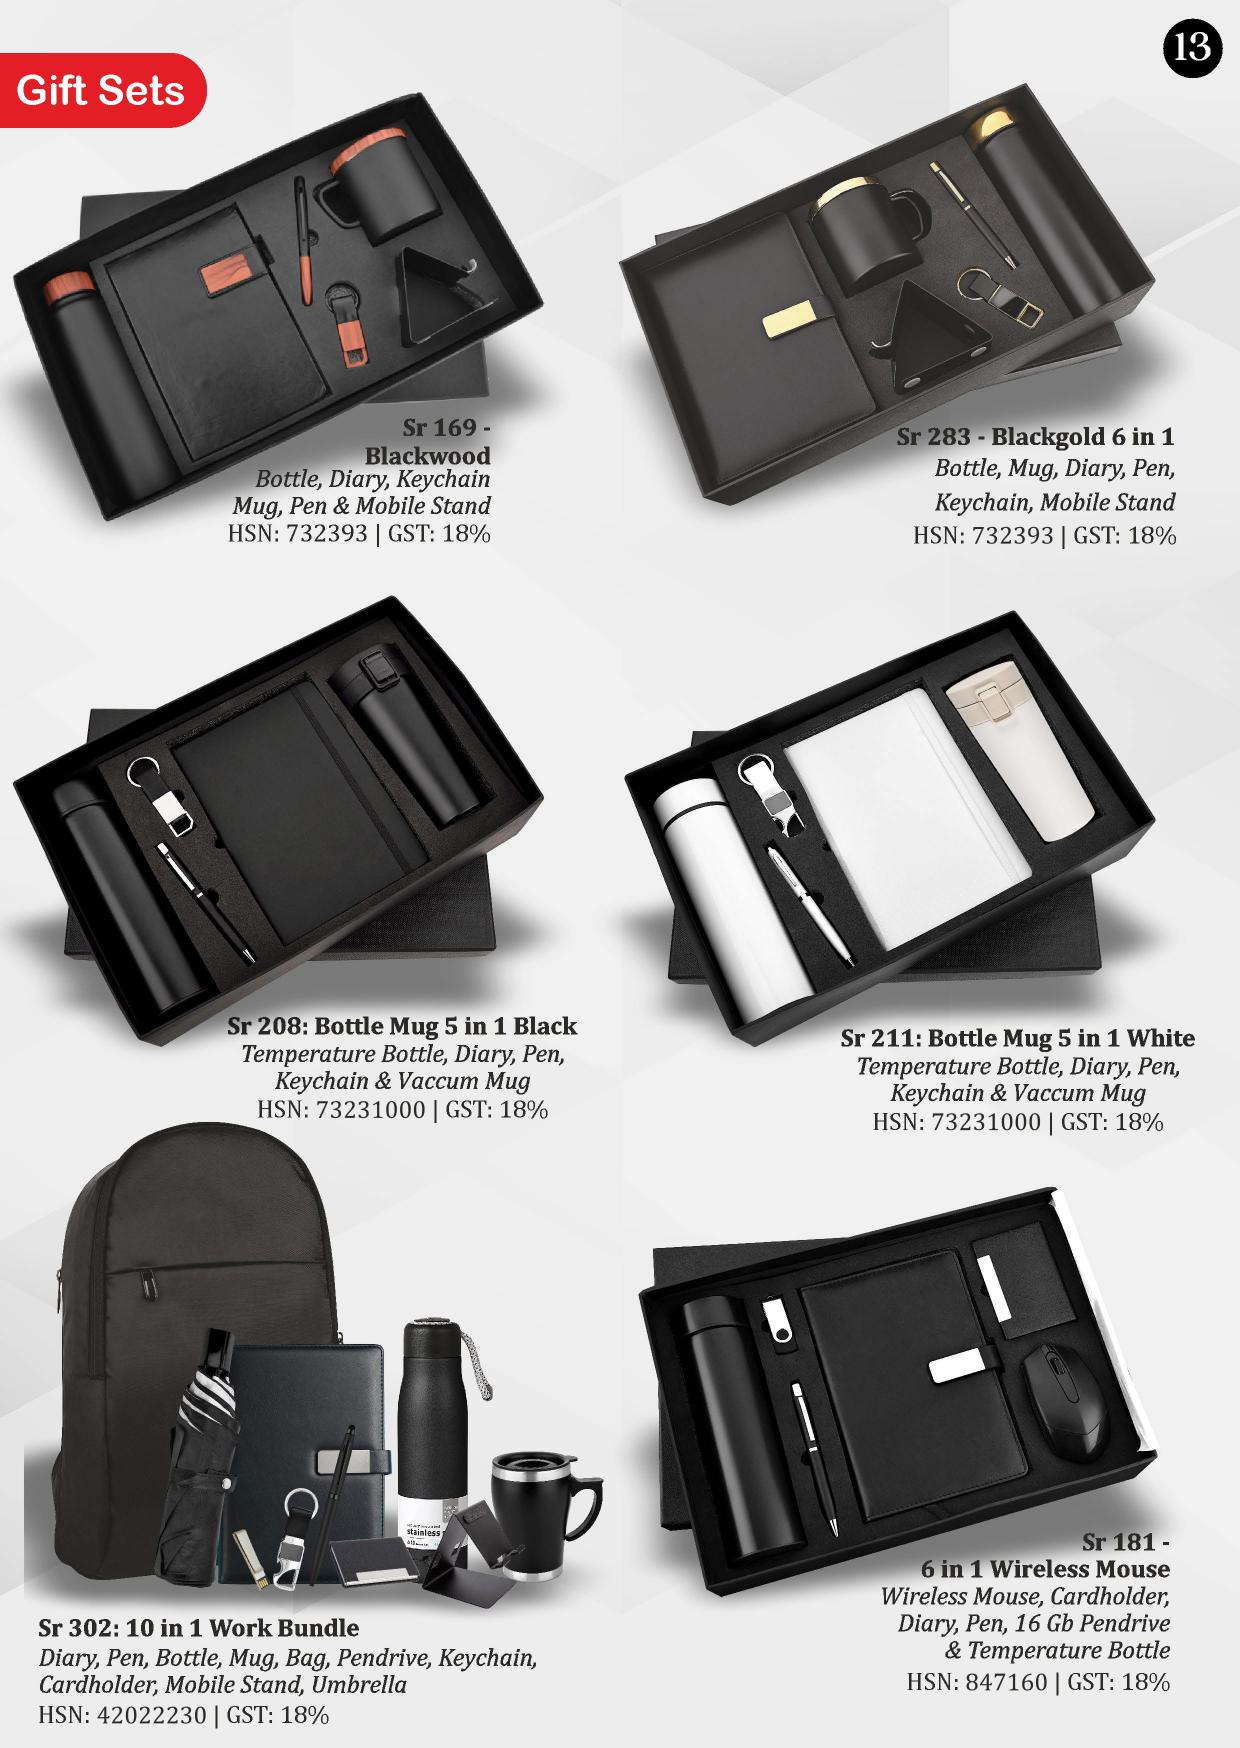 13
Gift Sets
Sr 169 -
Blackwood
Bottle, Diary, Keychain
Mug, Pen & Mobile Stand
HSN: 732393 | GST: 18%
Sr 283 - Blackgold 6 in 1
Bottle, Mug, Diary, Pen,
Keychain, Mobile Stand
HSN: 732393 | GST: 18%
Sr 208: Bottle Mug 5 in 1 Black
Temperature Bottle, Diary, Pen,
Keychain & Vaccum Mug
HSN: 73231000 | GST: 18%
Sr 211: Bottle Mug 5 in 1 White
Temperature Bottle, Diary, Pen,
Keychain & Vaccum Mug
HSN: 73231000 | GST: 18%
stainless
Sr 302: 10 in 1 Work Bundle
Diary, Pen, Bottle, Mug, Bag, Pendrive, Keychain,
Cardholder, Mobile Stand, Umbrella
HSN: 42022230 | GST: 18%
Sr 181 -
6 in 1 Wireless Mouse
Wireless Mouse, Cardholder,
Diary, Pen, 16 Gb Pendrive
& Temperature Bottle
HSN: 847160 | GST: 18%